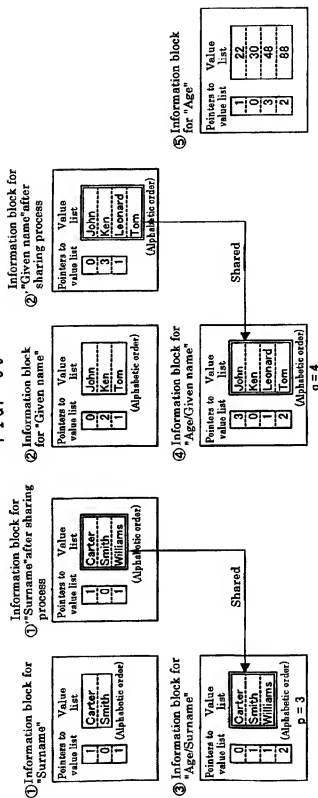 ① Information block for
"Surname"
Pointers to
value list
Value
list
1
0
1
Carter
Smith
(Alphabetic order)
Information block for
①' "Surname" after sharing
process
Pointers to
value list
Value
list
1
0
1
Carter
Smith
Williams
(Alphabetic order)
② Information block
for "Given name"
Pointers to
value list
Value
list
0
2
1
John
Ken
Tom
(Alphabetic order)
Information block for
②' "Given name" after
sharing process
Pointers to
value list
Value
list
0
3
1
John
Ken
Leonard
Tom
(Alphabetic order)
Shared
Shared
③ Information block for
"Age/Surname"
Pointers to
value list
Value
list
0
1
1
2
Carter
Smith
Williams
(Alphabetic order)
p = 3
④ Information block for
"Age/Given name"
Pointers to
value list
Value
list
3
0
1
2
John
Ken
Leonard
Tom
(Alphabetic order)
q = 4
⑤ Information block
for "Age"
Pointers to
value list
Value
list
1
0
3
2
22
30
48
88